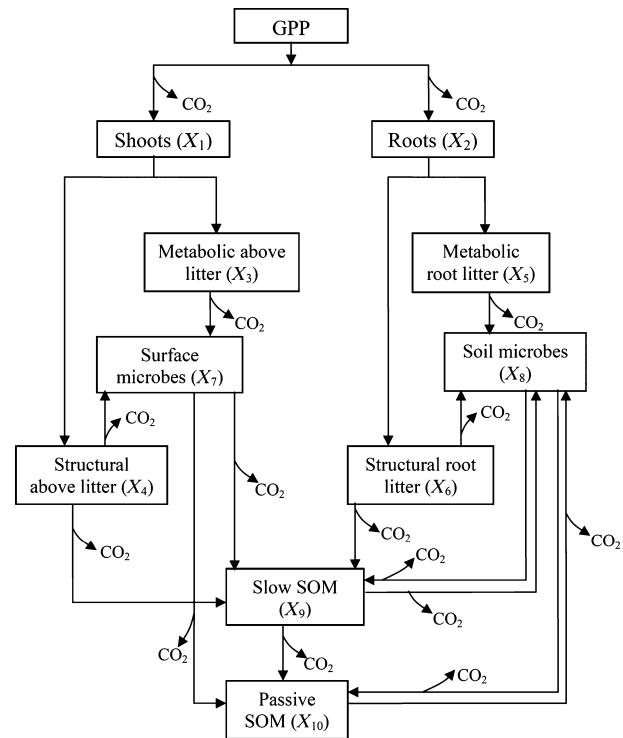 GPP
CO₂
CO₂
Shoots (X₁)
Roots (X₂)
Metabolic above
litter (X₃)
Metabolic
root litter (X₅)
CO₂
CO₂
Surface
microbes (X₇)
Soil microbes
(X₈)
CO₂
CO₂
Structural
above litter (X₄)
Structural root
litter (X₆)
CO₂
CO₂
CO₂
CO₂
CO₂
Slow SOM
(X₉)
CO₂
CO₂
CO₂
CO₂
Passive
SOM (X₁₀)